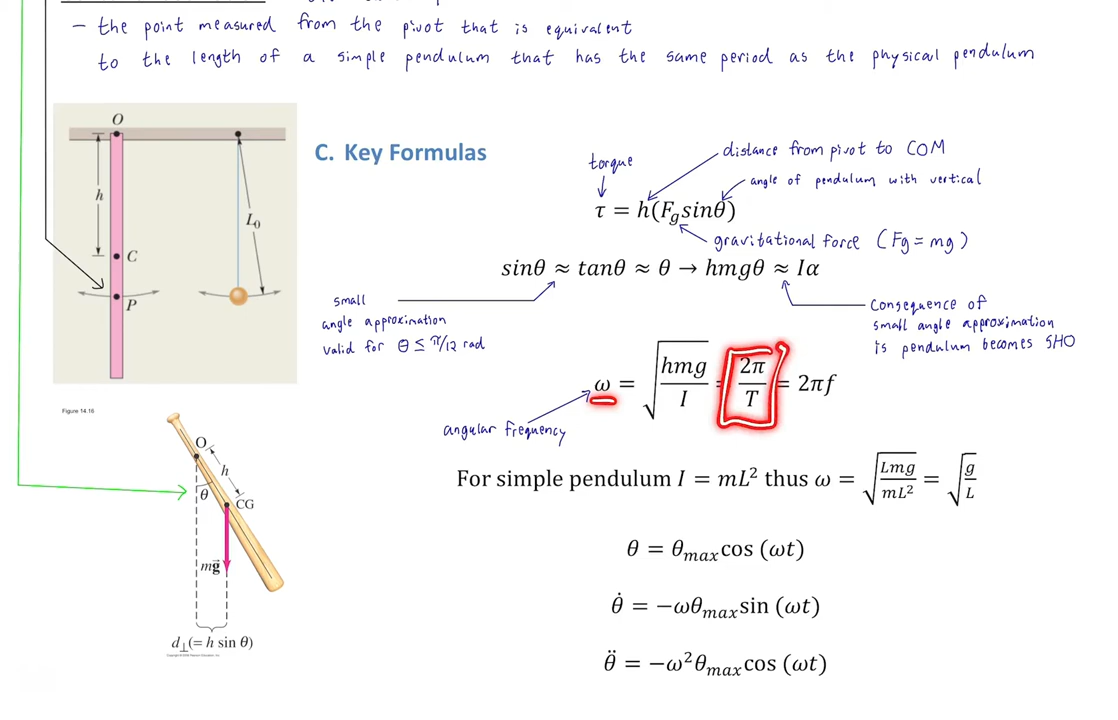 – the point measured from the pivot that is equivalent
to the length of a simple pendulum that has the same period as the physical pendulum
O
h
L₀
C
P
Figure 14.16
C. Key Formulas
torque
distance from pivot to COM
angle of pendulum with vertical
τ = h(F_g sinθ)
gravitational force (Fg = mg)
sinθ ≈ tanθ ≈ θ → hmgθ ≈ Iα
small
angle approximation
valid for θ ≤ π/12 rad
Consequence of
small angle approximation
is pendulum becomes SHO
ω = √(hmg/I) = 2π/T = 2πf
angular frequency
For simple pendulum I = mL² thus ω = √(Lmg/mL²) = √(g/L)
θ = θ_max cos (ωt)
θ̇ = −ωθ_max sin (ωt)
θ̈ = −ω²θ_max cos (ωt)
O
h
θ
CG
mg⃗
d⊥(= h sin θ)